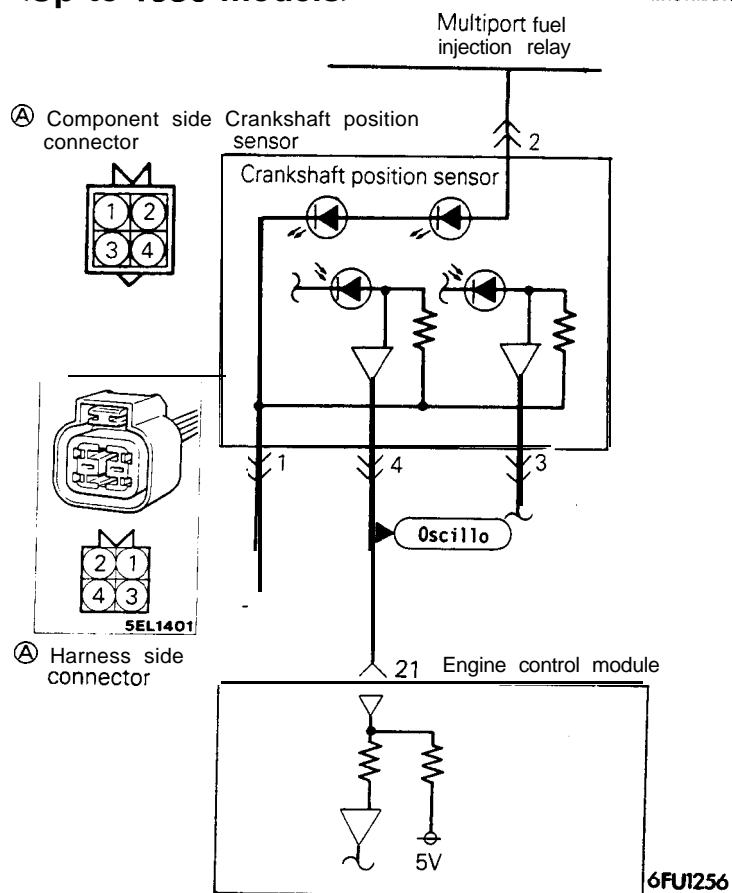 Multiport fuel
injection relay
Ⓐ Component side
connector
Crankshaft position
sensor
2
Crankshaft position sensor
1 2
3 4
1
4
3
Oscillo
2 1
4 3
5EL1401
Ⓐ Harness side
connector
21
Engine control module
5V
6FU1256